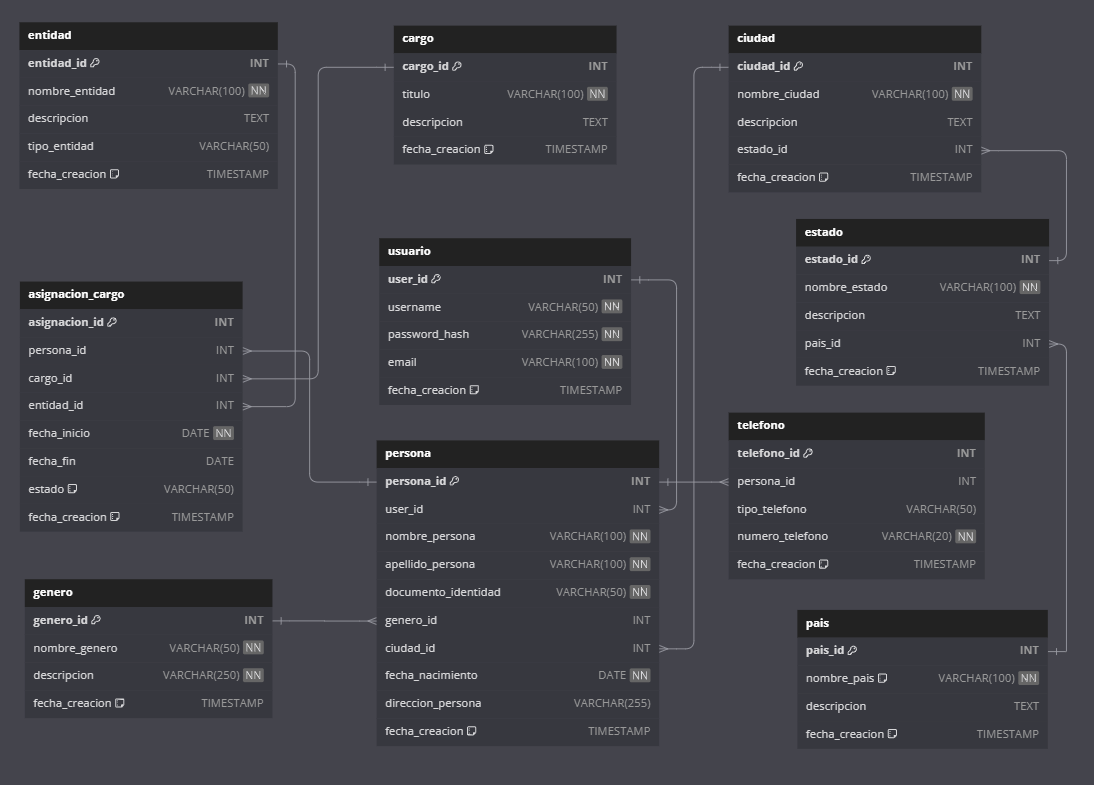 entidad
entidad_id INT
nombre_entidad VARCHAR(100) NN
descripcion TEXT
tipo_entidad VARCHAR(50)
fecha_creacion TIMESTAMP
cargo
cargo_id INT
titulo VARCHAR(100) NN
descripcion TEXT
fecha_creacion TIMESTAMP
ciudad
ciudad_id INT
nombre_ciudad VARCHAR(100) NN
descripcion TEXT
estado_id INT
fecha_creacion TIMESTAMP
estado
estado_id INT
nombre_estado VARCHAR(100) NN
descripcion TEXT
pais_id INT
fecha_creacion TIMESTAMP
usuario
user_id INT
username VARCHAR(50) NN
password_hash VARCHAR(255) NN
email VARCHAR(100) NN
fecha_creacion TIMESTAMP
asignacion_cargo
asignacion_id INT
persona_id INT
cargo_id INT
entidad_id INT
fecha_inicio DATE NN
fecha_fin DATE
estado VARCHAR(50)
fecha_creacion TIMESTAMP
persona
persona_id INT
user_id INT
nombre_persona VARCHAR(100) NN
apellido_persona VARCHAR(100) NN
documento_identidad VARCHAR(50) NN
genero_id INT
ciudad_id INT
fecha_nacimiento DATE NN
direccion_persona VARCHAR(255)
fecha_creacion TIMESTAMP
telefono
telefono_id INT
persona_id INT
tipo_telefono VARCHAR(50)
numero_telefono VARCHAR(20) NN
fecha_creacion TIMESTAMP
genero
genero_id INT
nombre_genero VARCHAR(50) NN
descripcion VARCHAR(250) NN
fecha_creacion TIMESTAMP
pais
pais_id INT
nombre_pais VARCHAR(100) NN
descripcion TEXT
fecha_creacion TIMESTAMP